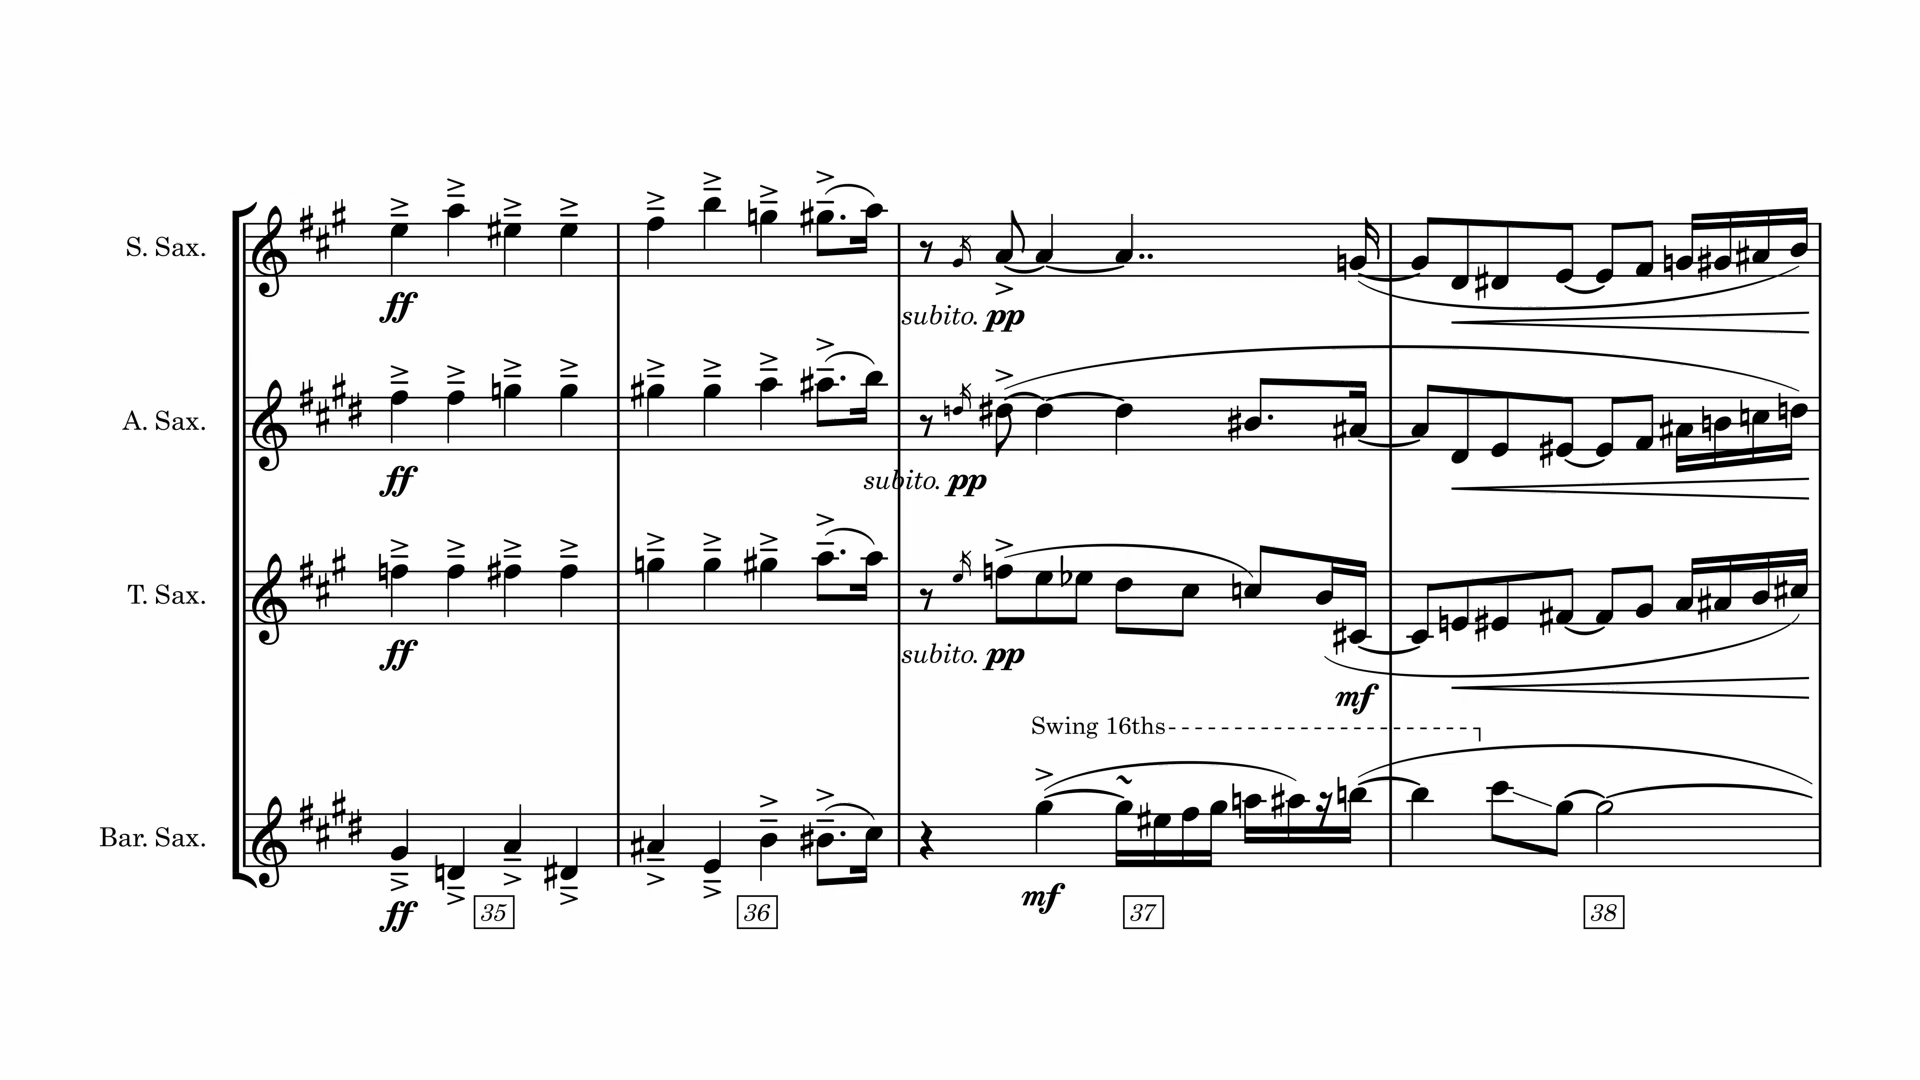 S. Sax.
ff
subito. pp
A. Sax.
ff
subito. pp
T. Sax.
ff
subito. pp
mf
Swing 16ths
Bar. Sax.
ff
mf
35
36
37
38